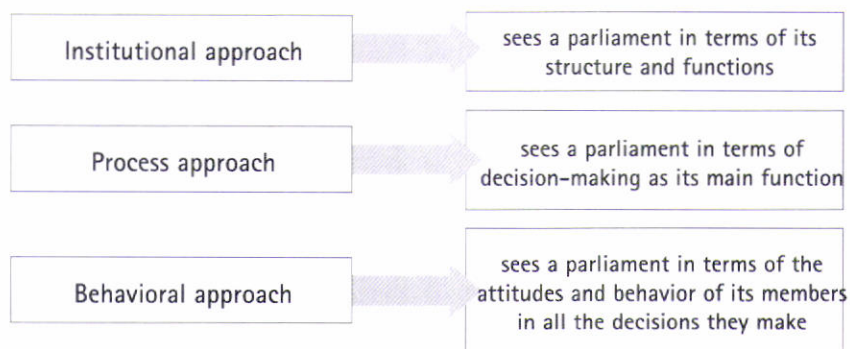 Institutional approach
sees a parliament in terms of its
structure and functions
Process approach
sees a parliament in terms of
decision-making as its main function
Behavioral approach
sees a parliament in terms of the
attitudes and behavior of its members
in all the decisions they make